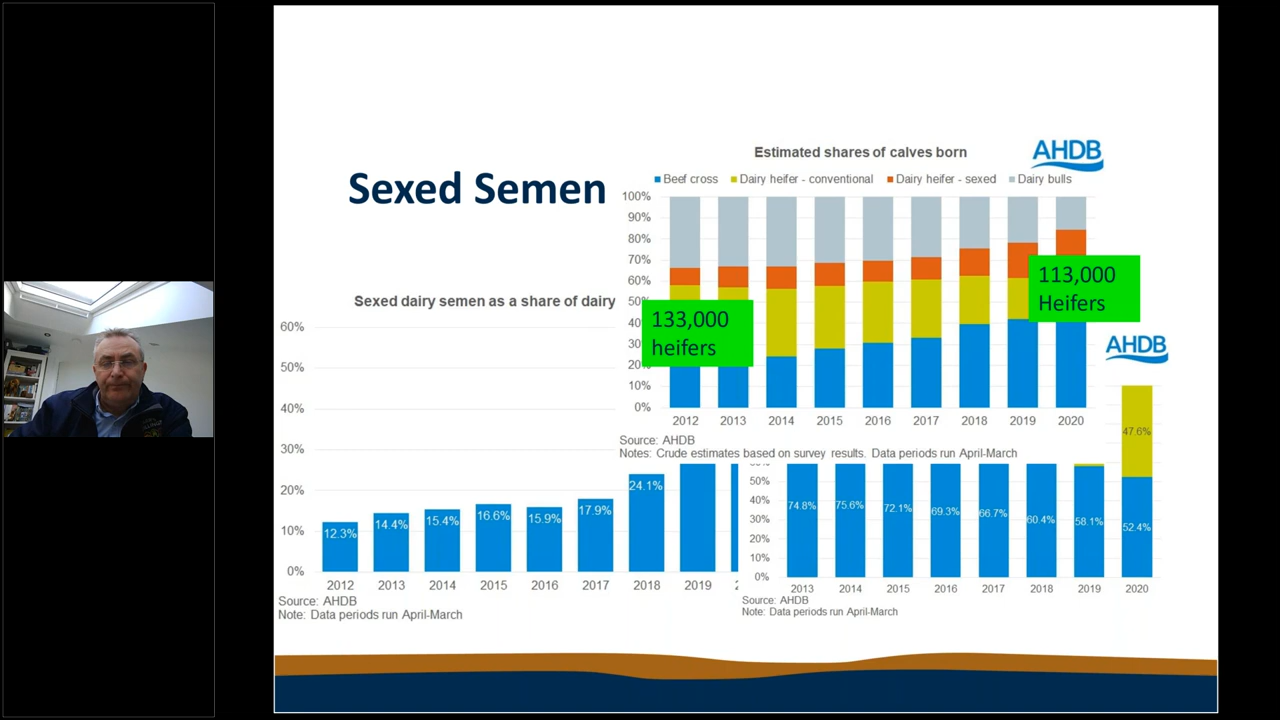 Sexed Semen
Sexed dairy semen as a share of dairy
60%
50%
40%
30%
20%
10%
0%
12.3%
14.4%
15.4%
16.6%
15.9%
17.9%
24.1%
2012 2013 2014 2015 2016 2017 2018 2019
Source: AHDB
Note: Data periods run April-March
Estimated shares of calves born
AHDB
Beef cross Dairy heifer - conventional Dairy heifer - sexed Dairy bulls
100%
90%
80%
70%
60%
50%
40
30
20
10%
0%
133,000
heifers
113,000
Heifers
2012 2013 2014 2015 2016 2017 2018 2019 2020
Source: AHDB
Notes: Crude estimates based on survey results. Data periods run April-March
AHDB
50%
40%
30%
20%
10%
0%
74.8%
75.6%
72.1%
69.3%
66.7%
60.4%
58.1%
52.4%
47.6%
2013 2014 2015 2016 2017 2018 2019 2020
Source: AHDB
Note: Data periods run April-March